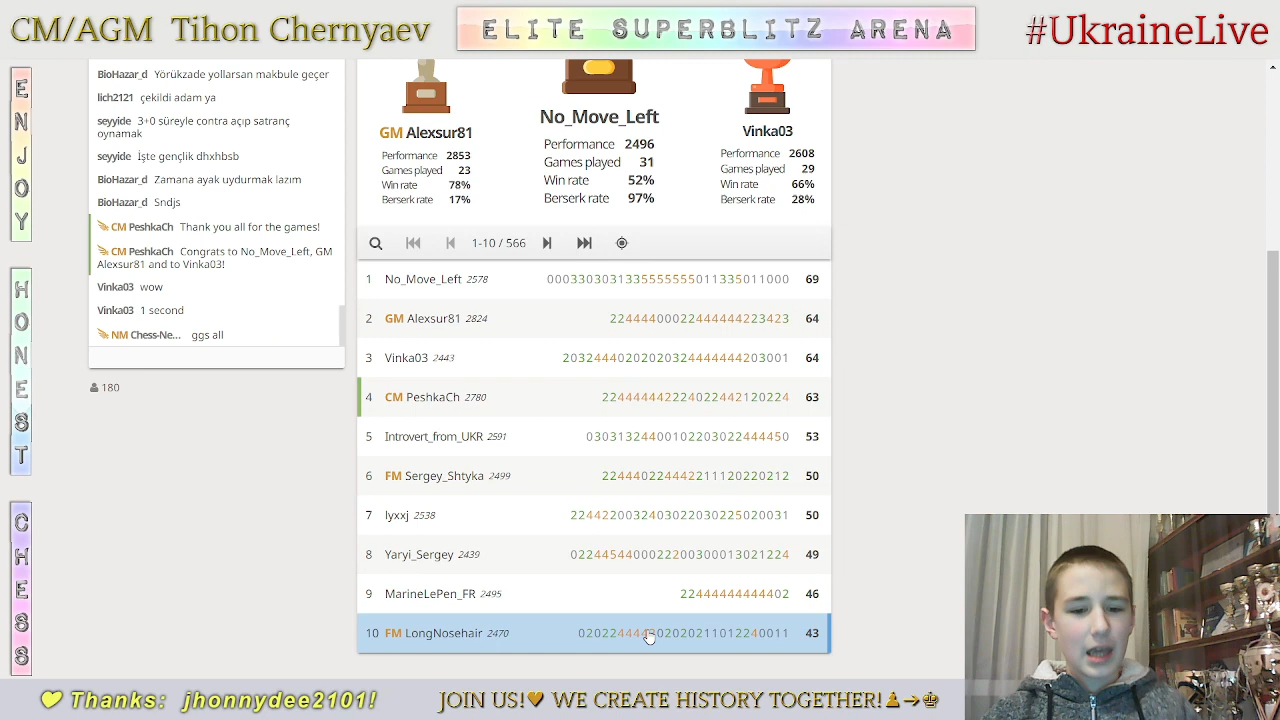 CM/AGM Tihon Chernyaev
ELITE SUPERBLITZ ARENA
#UkraineLive
ENJOY
HONEST
CHESS
BioHazar_d Yörükzade yollarsan makbule geçer
lich2121 çekildi adam ya
seyyide 3+0 süreyle contra açıp satranç
oynamak
seyyide İşte gençlik dhxhbsb
BioHazar_d Zamana ayak uydurmak lazım
BioHazar_d Sndjs
CM PeshkaCh Thank you all for the games!
CM PeshkaCh Congrats to No_Move_Left, GM
Alexsur81 and to Vinka03!
Vinka03 wow
Vinka03 1 second
NM Chess-Ne... ggs all
180
GM Alexsur81
Performance 2853
Games played 23
Win rate 78%
Berserk rate 17%
No_Move_Left
Performance 2496
Games played 31
Win rate 52%
Berserk rate 97%
Vinka03
Performance 2608
Games played 29
Win rate 66%
Berserk rate 28%
1-10 / 566
1 No_Move_Left 2578 0003303031335555555011335011000 69
2 GM Alexsur81 2824 22444400022444444223423 64
3 Vinka03 2443 20324440202020324444444203001 64
4 CM PeshkaCh 2780 224444442224022442120224 63
5 Introvert_from_UKR 2591 03031324400102203022444450 53
6 FM Sergey_Shtyka 2499 224440224442211120220212 50
7 lyxxj 2538 2244220032403022030225020031 50
8 Yaryi_Sergey 2439 0224454400022200300013021224 49
9 MarineLePen_FR 2495 22444444444402 46
10 FM LongNosehair 2470 43
Thanks: jhonnydee2101!
JOIN US! WE CREATE HISTORY TOGETHER!